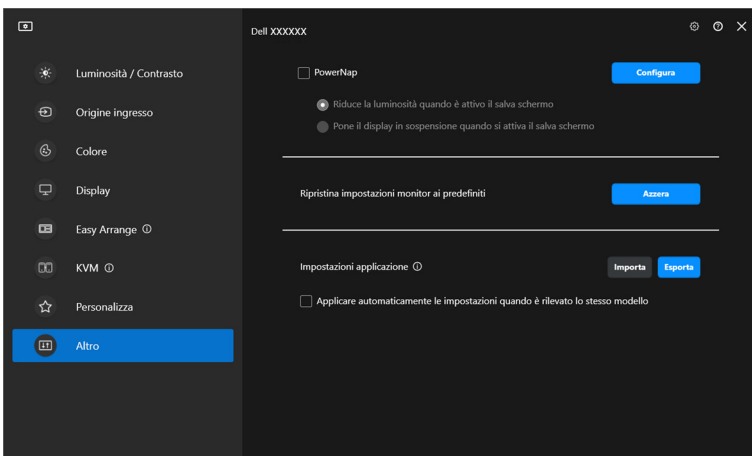 Dell XXXXXX
Luminosità / Contrasto
Origine ingresso
Colore
Display
Easy Arrange
KVM
Personalizza
Altro
PowerNap
Configura
Riduce la luminosità quando è attivo il salva schermo
Pone il display in sospensione quando si attiva il salva schermo
Ripristina impostazioni monitor ai predefiniti
Azzera
Impostazioni applicazione
Importa
Esporta
Applicare automaticamente le impostazioni quando è rilevato lo stesso modello